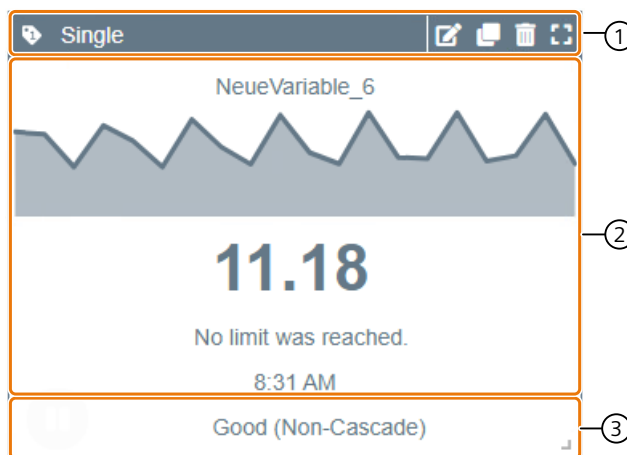 Single
1
NeueVariable_6
11.18
2
No limit was reached.
8:31 AM
Good (Non-Cascade)
3